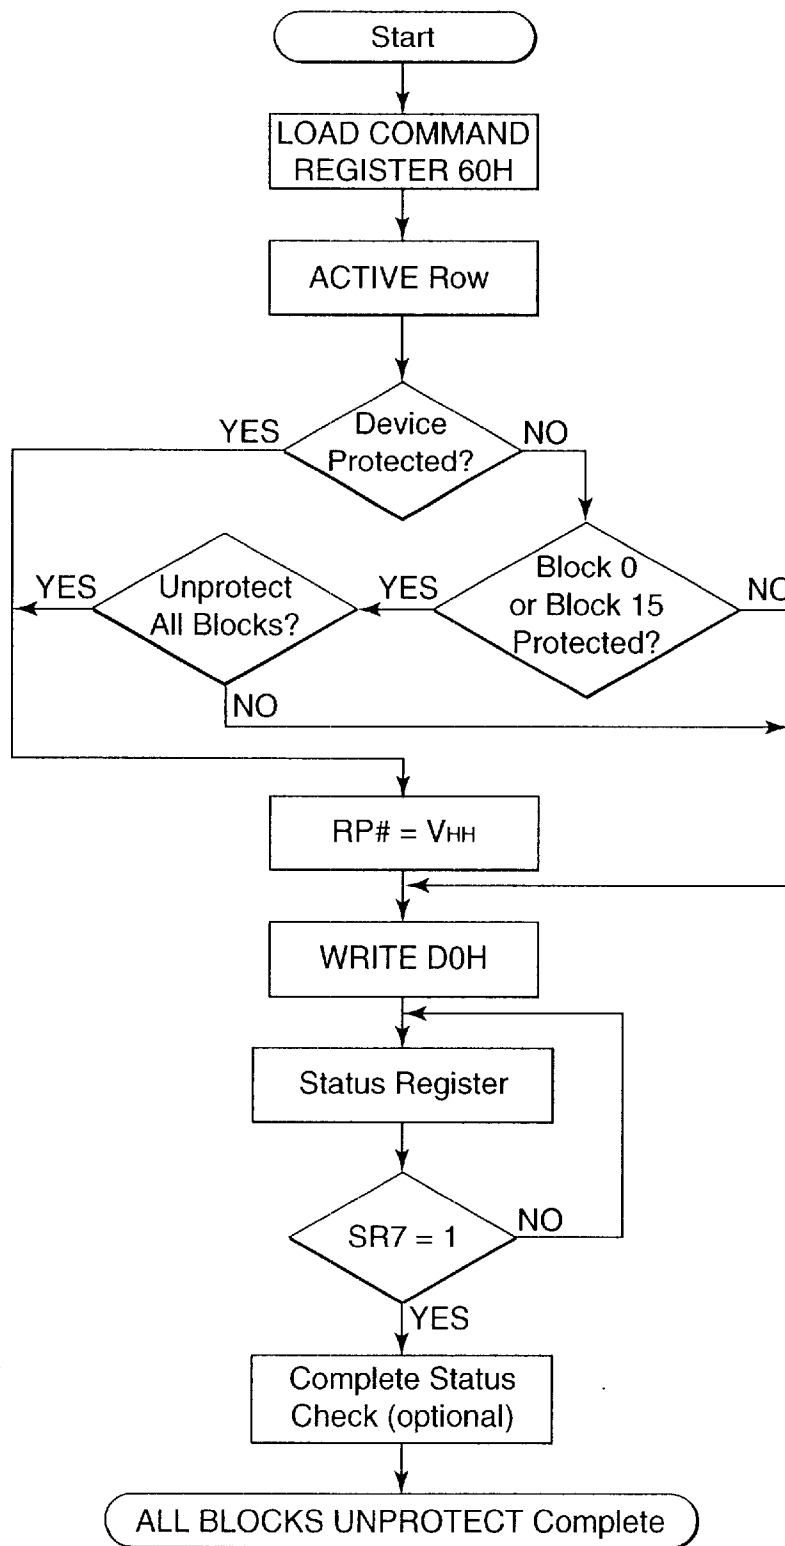 Start
LOAD COMMAND
REGISTER 60H
ACTIVE Row
Device
Protected?
YES
NO
Block 0
or Block 15
Protected?
YES
NO
Unprotect
All Blocks?
YES
NO
RP# = VHH
WRITE D0H
Status Register
SR7 = 1
NO
YES
Complete Status
Check (optional)
ALL BLOCKS UNPROTECT Complete